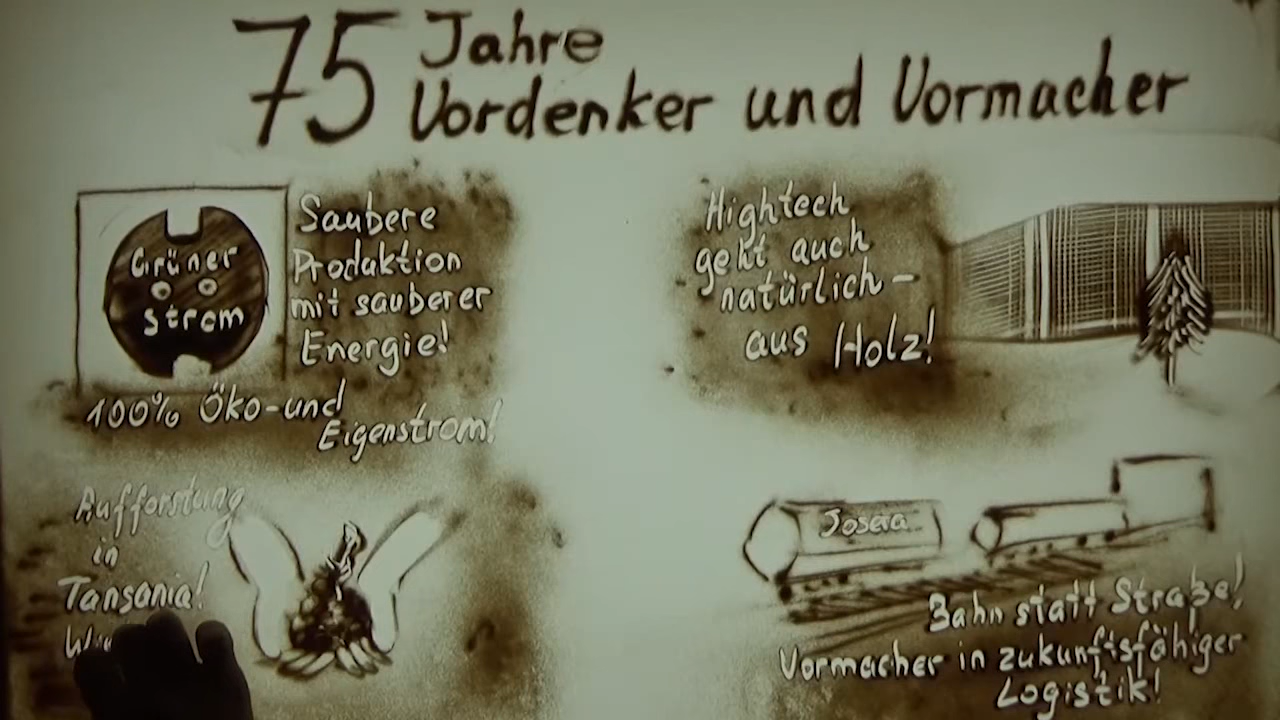 75 Jahre
Vordenker und Vormacher
Grüner
Strom
Saubere
Produktion
mit sauberer
Energie!
100% Öko-und
Eigenstrom!
Hightech
geht auch
natürlich-
aus Holz!
Aufforstung
in
Tansania!
Josera
Bahn statt Straße!
Vormacher in zukunftsfähiger
Logistik!